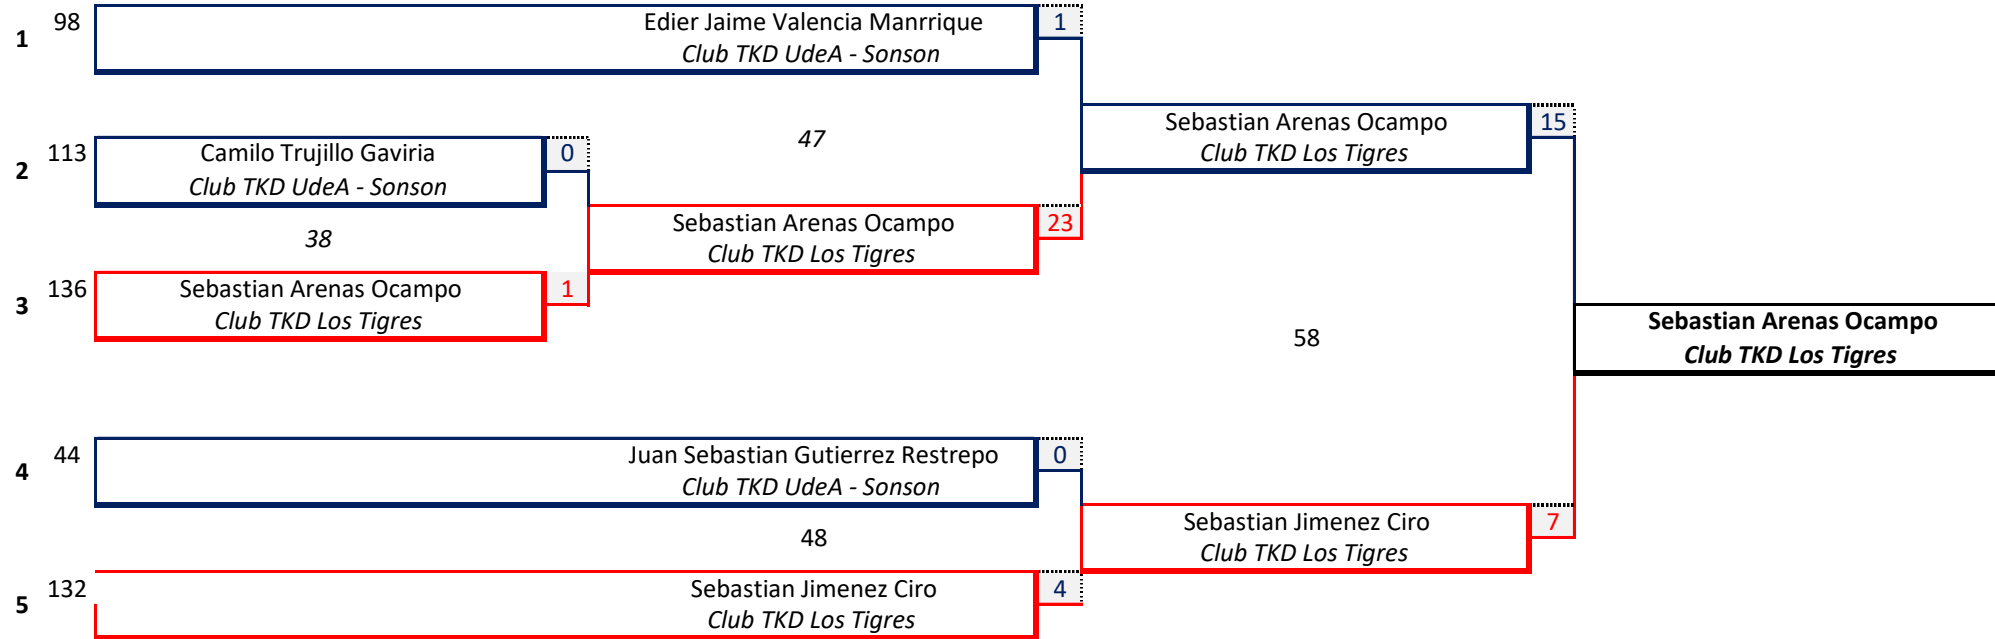 98
1
Edier Jaime Valencia Manrrique
Club TKD UdeA - Sonson
1
47
Sebastian Arenas Ocampo
Club TKD Los Tigres
15
113
2
Camilo Trujillo Gaviria
Club TKD UdeA - Sonson
0
38
Sebastian Arenas Ocampo
Club TKD Los Tigres
23
136
3
Sebastian Arenas Ocampo
Club TKD Los Tigres
1
58
Sebastian Arenas Ocampo
Club TKD Los Tigres
44
4
Juan Sebastian Gutierrez Restrepo
Club TKD UdeA - Sonson
0
48
Sebastian Jimenez Ciro
Club TKD Los Tigres
7
132
5
Sebastian Jimenez Ciro
Club TKD Los Tigres
4